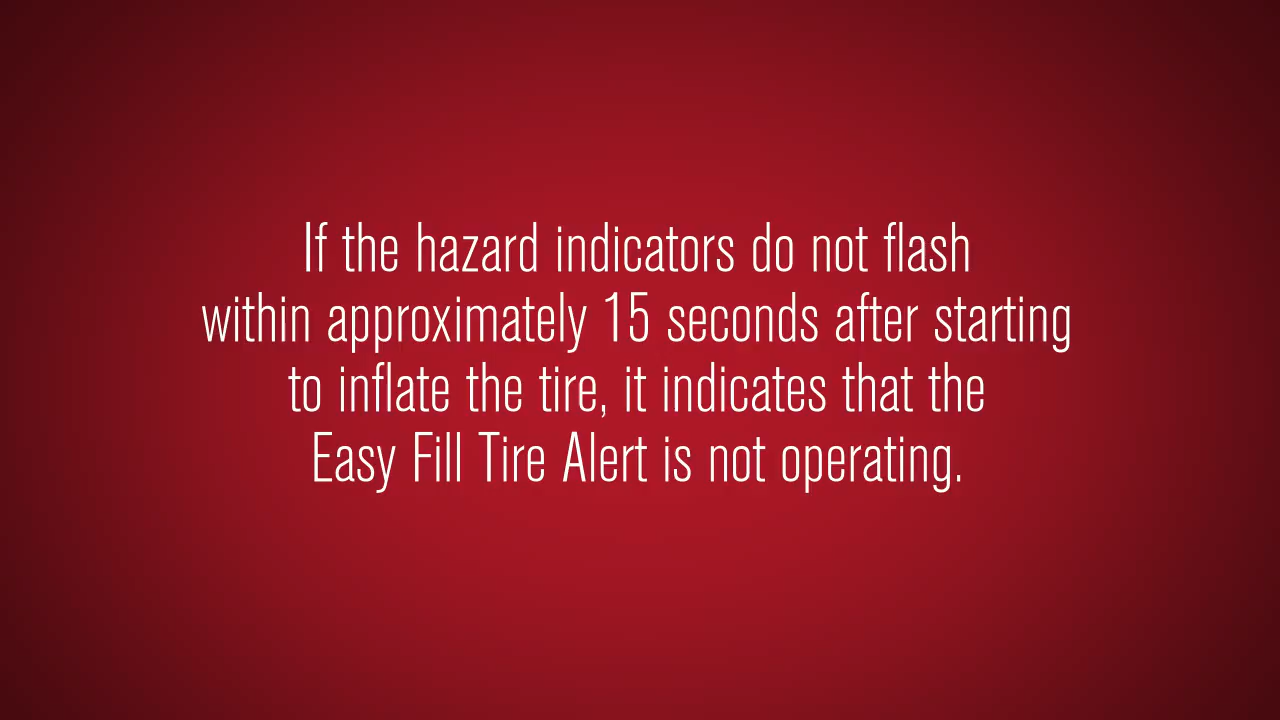 If the hazard indicators do not flash
within approximately 15 seconds after starting
to inflate the tire, it indicates that the
Easy Fill Tire Alert is not operating.